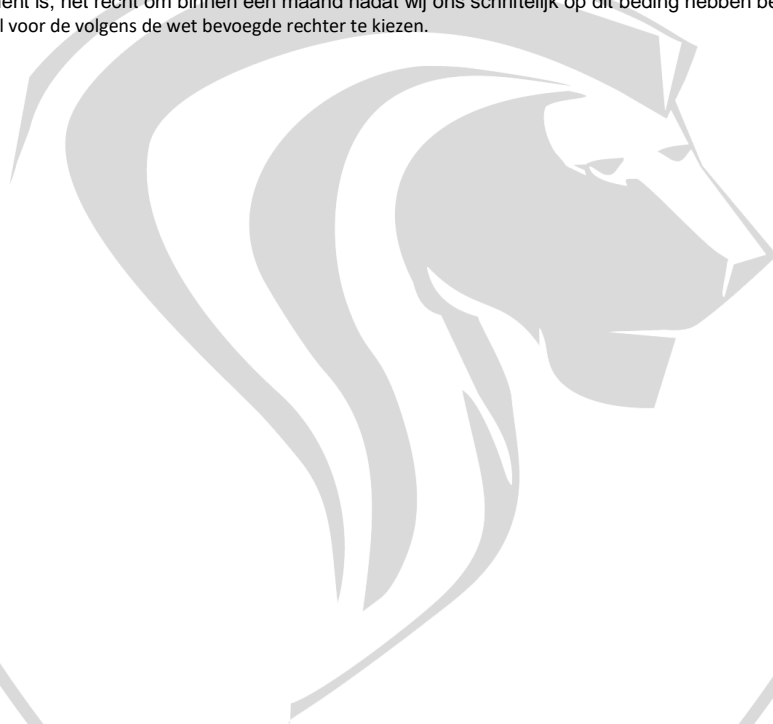 ent is, het recht om binnen een maand nadat wij ons schriftelijk op dit beding hebben be
l voor de volgens de wet bevoegde rechter te kiezen.